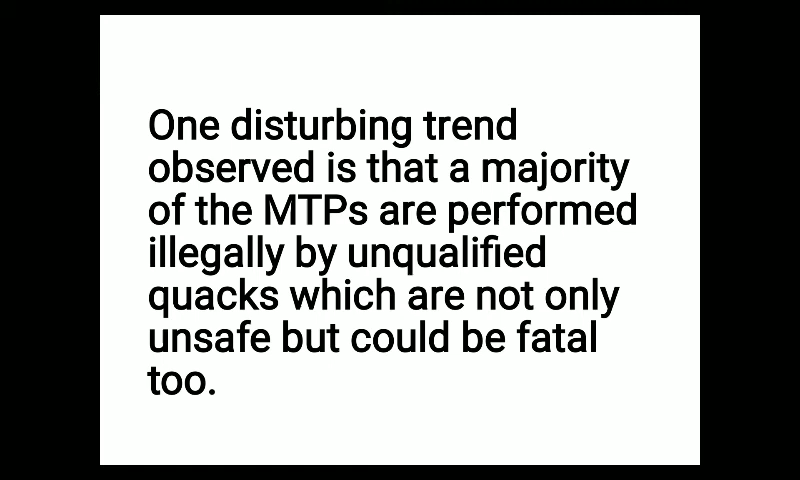 One disturbing trend
observed is that a majority
of the MTPs are performed
illegally by unqualified
quacks which are not only
unsafe but could be fatal
too.